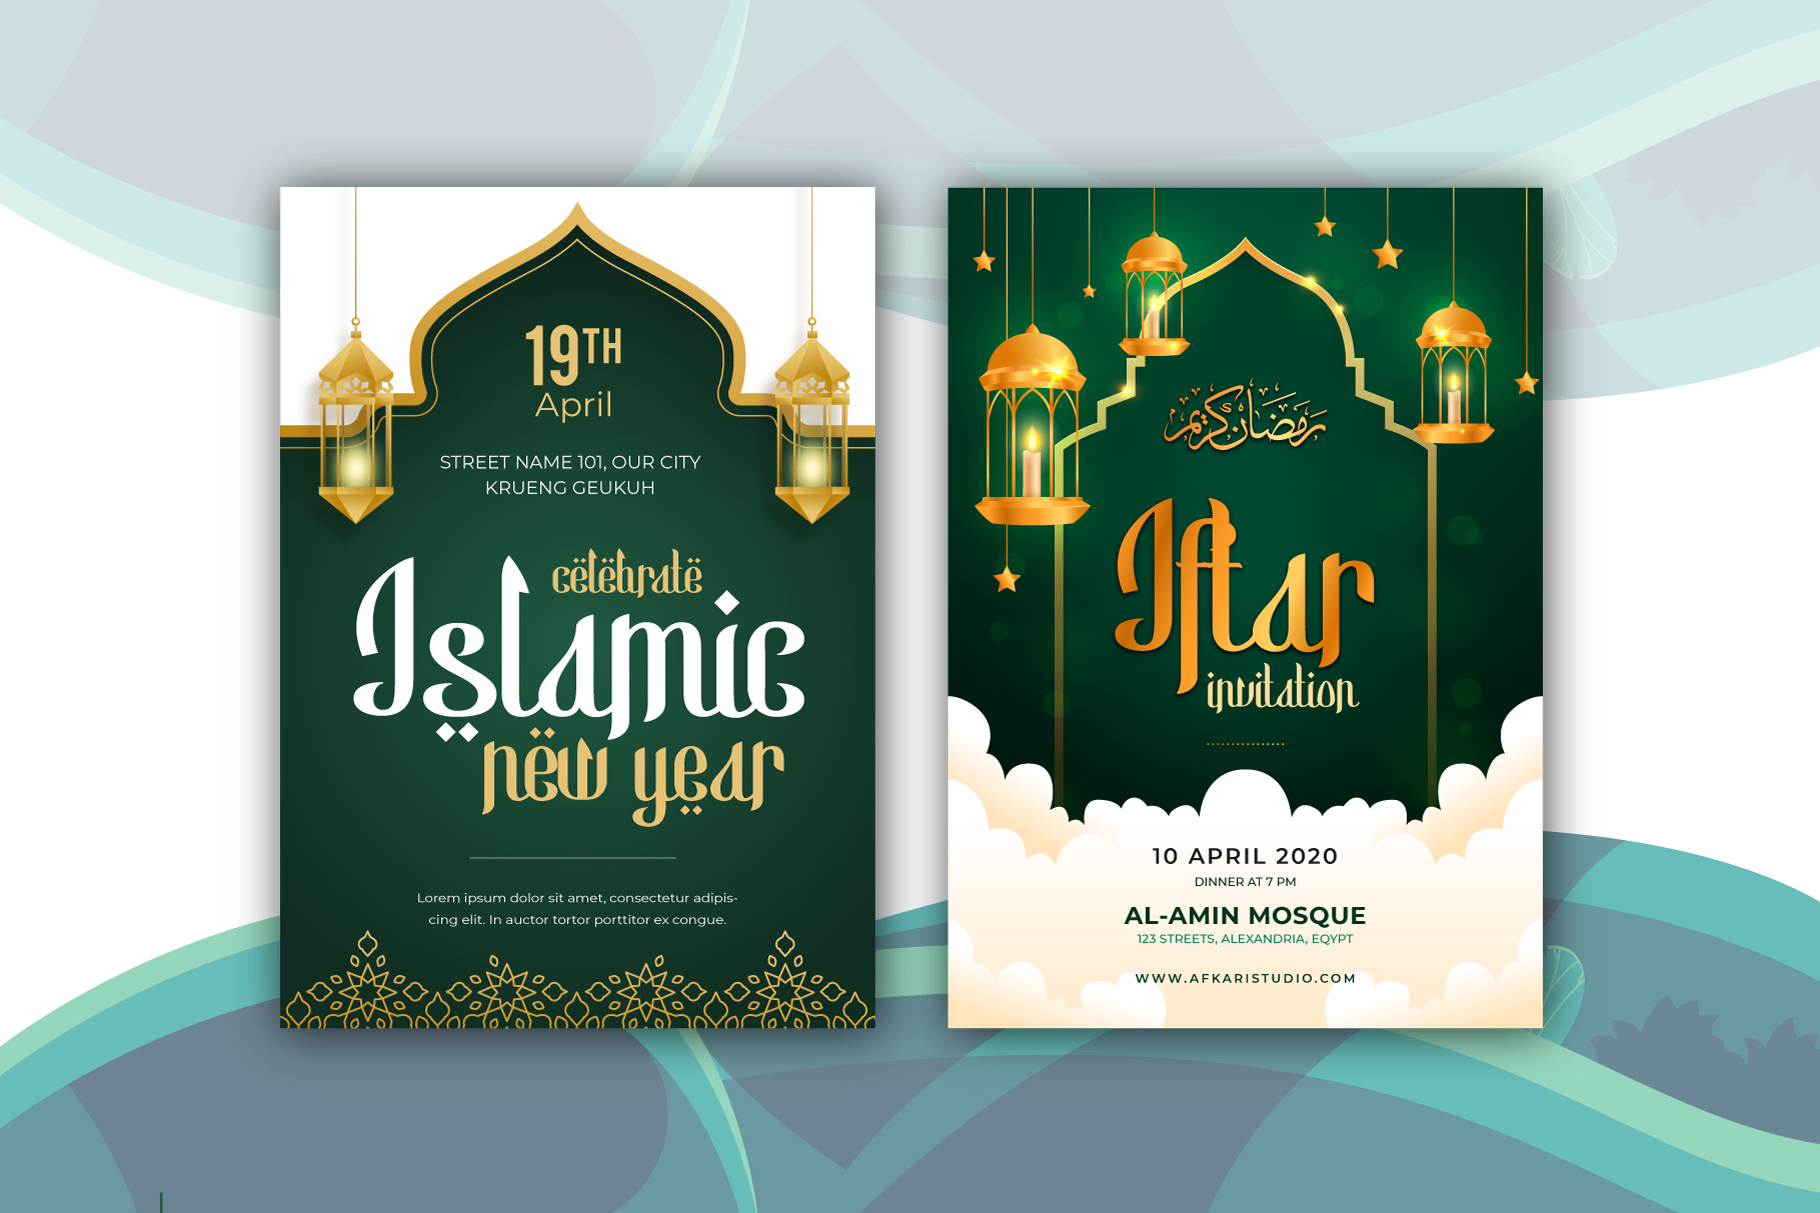 19TH
April
STREET NAME 101, OUR CITY
KRUENG GEUKUH
cëlëbratë
Islamic
nëw year
Lorem ipsum dolor sit amet, consectetur adipis-
cing elit. In auctor tortor porttitor ex congue.
رمضان كريم
Iftar
invitation
10 APRIL 2020
DINNER AT 7 PM
AL-AMIN MOSQUE
123 STREETS, ALEXANDRIA, EQYPT
WWW.AFKARISTUDIO.COM